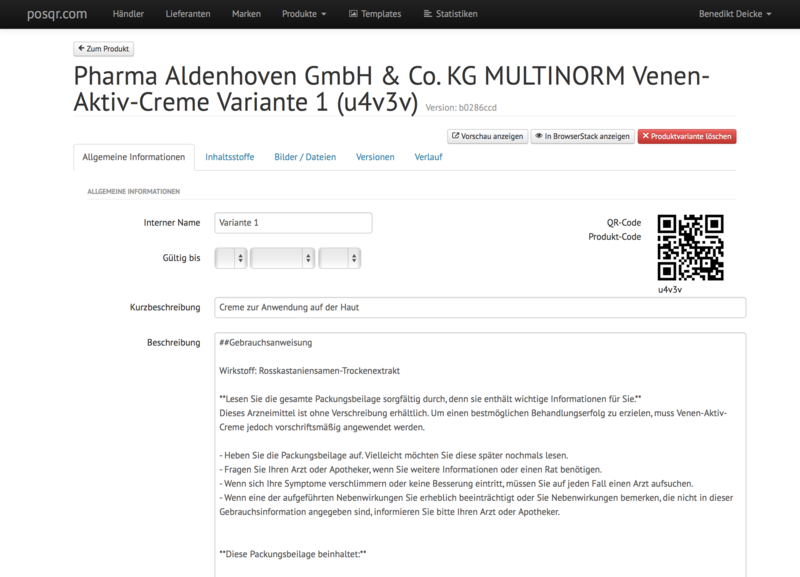 posqr.com Händler Lieferanten Marken Produkte Templates Statistiken Benedikt Deicke
Zum Produkt
Pharma Aldenhoven GmbH & Co. KG MULTINORM Venen-
Aktiv-Creme Variante 1 (u4v3v) Version: b0286ccd
Vorschau anzeigen In BrowserStack anzeigen Produktvariante löschen
Allgemeine Informationen Inhaltsstoffe Bilder / Dateien Versionen Verlauf
ALLGEMEINE INFORMATIONEN
Interner Name Variante 1 QR-Code
Produkt-Code
Gültig bis
u4v3v
Kurzbeschreibung Creme zur Anwendung auf der Haut
Beschreibung ##Gebrauchsanweisung
Wirkstoff: Rosskastaniensamen-Trockenextrakt
**Lesen Sie die gesamte Packungsbeilage sorgfältig durch, denn sie enthält wichtige Informationen für Sie.**
Dieses Arzneimittel ist ohne Verschreibung erhältlich. Um einen bestmöglichen Behandlungserfolg zu erzielen, muss Venen-Aktiv-
Creme jedoch vorschriftsmäßig angewendet werden.
- Heben Sie die Packungsbeilage auf. Vielleicht möchten Sie diese später nochmals lesen.
- Fragen Sie Ihren Arzt oder Apotheker, wenn Sie weitere Informationen oder einen Rat benötigen.
- Wenn sich Ihre Symptome verschlimmern oder keine Besserung eintritt, müssen Sie auf jeden Fall einen Arzt aufsuchen.
- Wenn eine der aufgeführten Nebenwirkungen Sie erheblich beeinträchtigt oder Sie Nebenwirkungen bemerken, die nicht in dieser
Gebrauchsinformation angegeben sind, informieren Sie bitte Ihren Arzt oder Apotheker.
**Diese Packungsbeilage beinhaltet:**